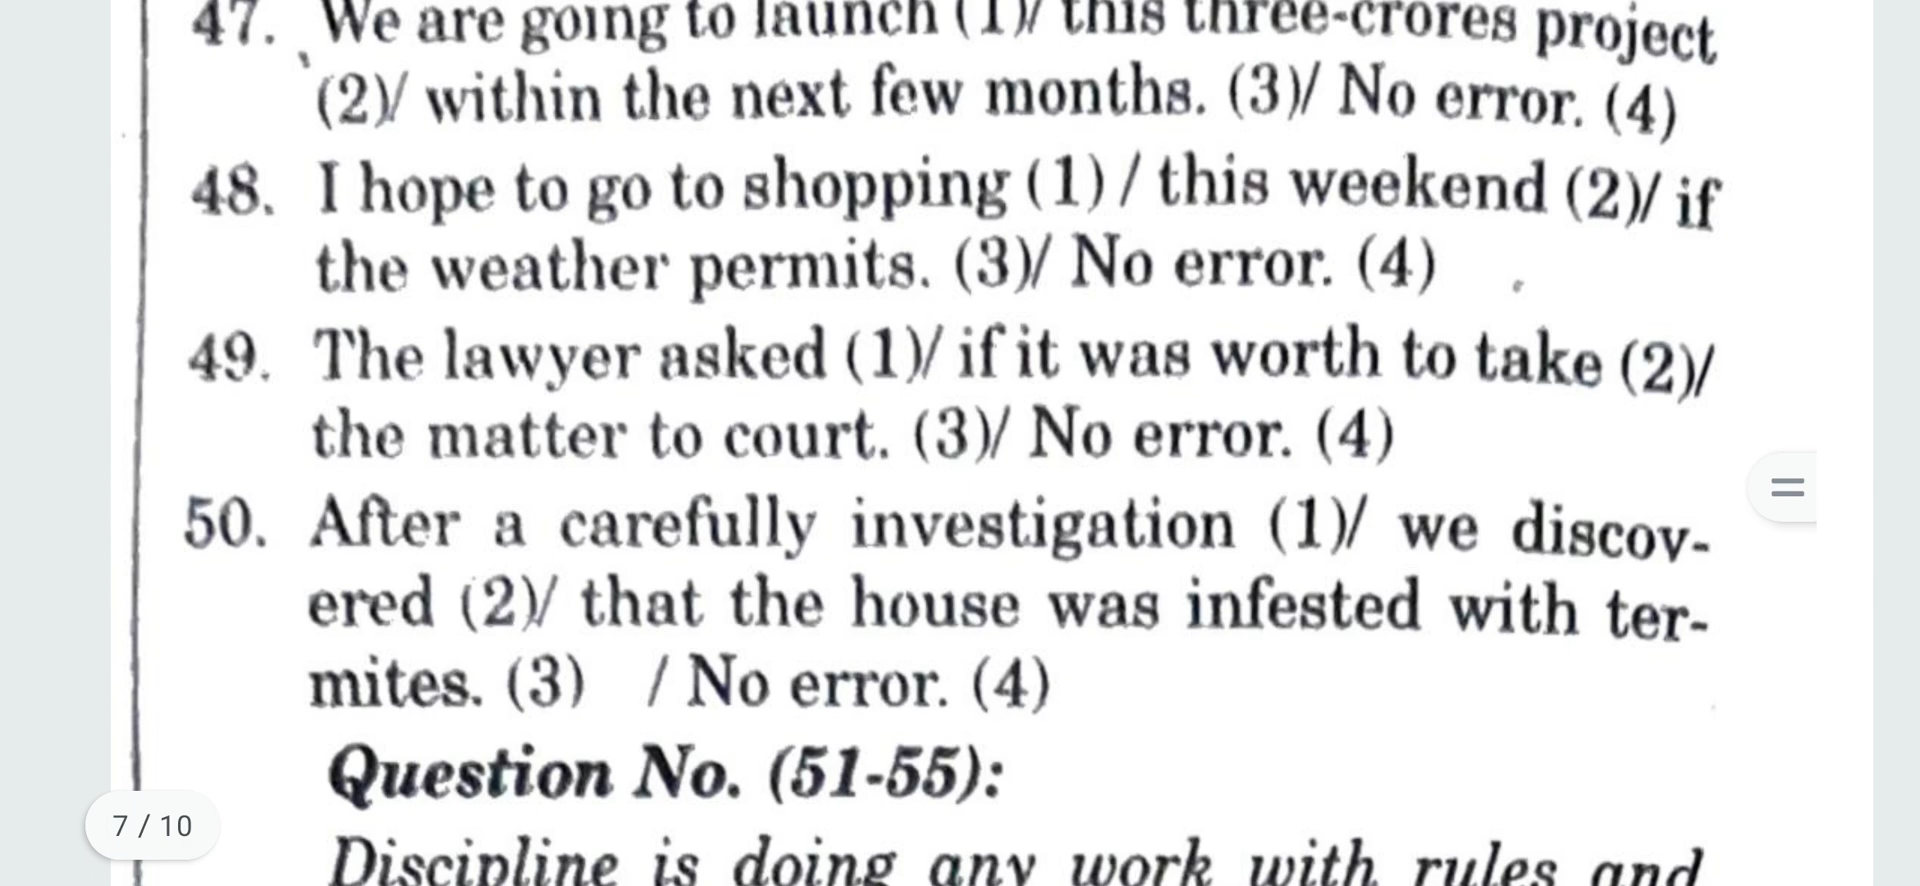 47. We are going to launch (1)/ this three-crores project
(2)/ within the next few months. (3)/ No error. (4)
48. I hope to go to shopping (1) / this weekend (2)/ if
the weather permits. (3)/ No error. (4)
49. The lawyer asked (1)/ if it was worth to take (2)/
the matter to court. (3)/ No error. (4)
50. After a carefully investigation (1)/ we discov-
ered (2)/ that the house was infested with ter-
mites. (3) / No error. (4)
Question No. (51-55):
7 / 10
Discipline is doing any work with rules and